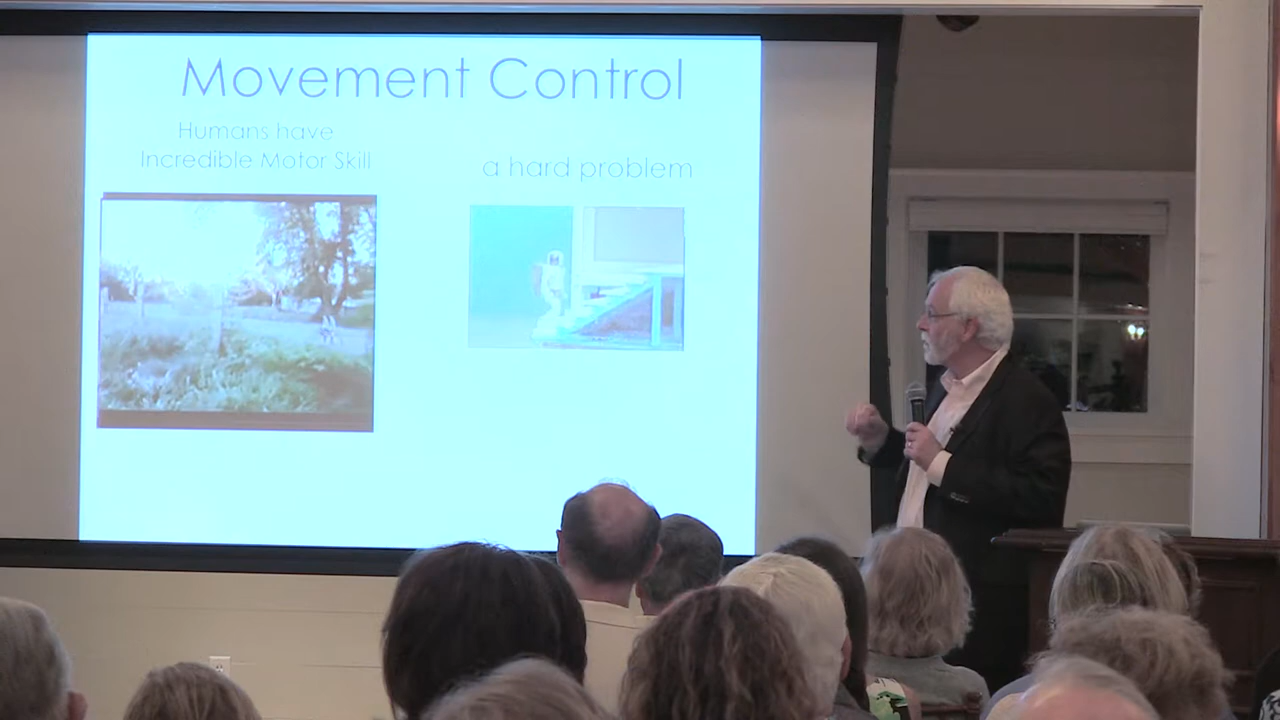 Movement Control
Humans have
Incredible Motor Skill
a hard problem